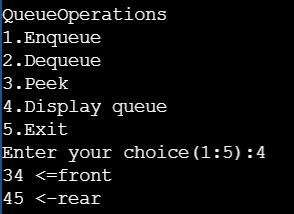 QueueOperations
1.Enqueue
2.Dequeue
3.Peek
4.Display queue
5.Exit
Enter your choice(1:5):4
34 <=front
45 <-rear